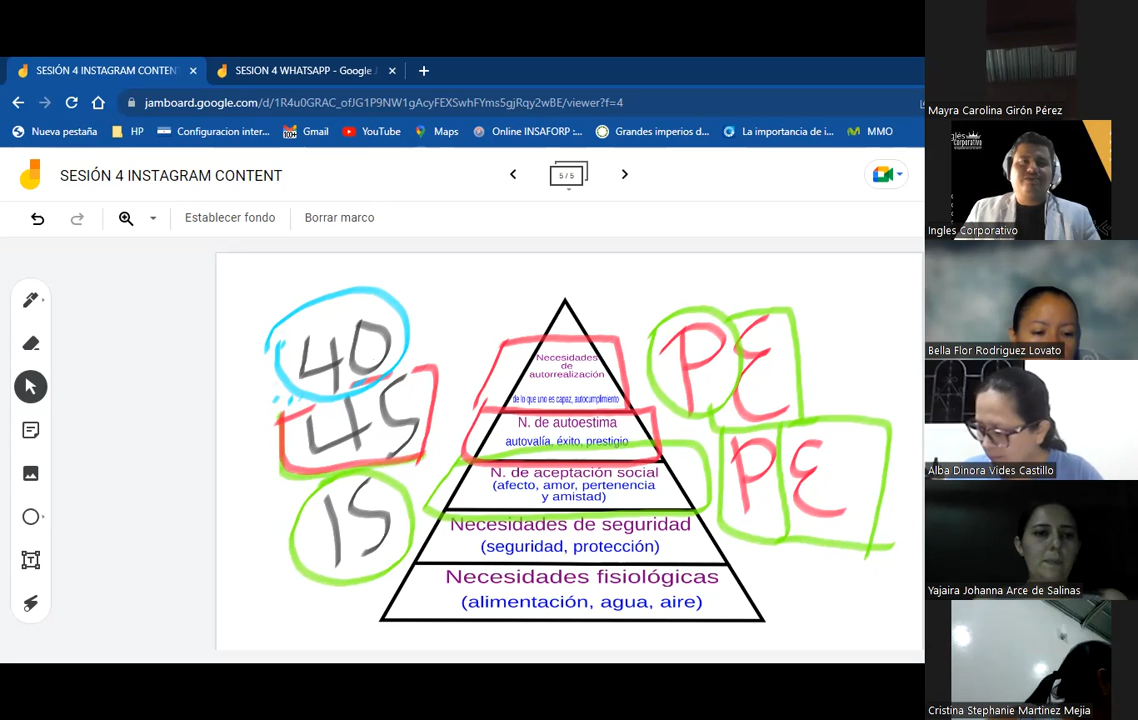 SESIÓN 4 INSTAGRAM CONTEN
SESION 4 WHATSAPP - Google J
jamboard.google.com/d/1R4u0GRAC_ofJG1P9NW1gAcyFEXSwhFYms5gjRqy2wBE/viewer?f=4
Nueva pestaña
HP
Configuracion inter...
100+
Gmail
YouTube
Maps
Online INSAFORP :...
Grandes imperios d...
La importancia de i...
MMO
SESIÓN 4 INSTAGRAM CONTENT
5 / 5
Establecer fondo
Borrar marco
40
45
15
Necesidades
de
autorrealización
de lo que uno es capaz, autocumplimiento
N. de autoestima
autovalía, éxito, prestigio
N. de aceptación social
(afecto, amor, pertenencia
y amistad)
Necesidades de seguridad
(seguridad, protección)
Necesidades fisiológicas
(alimentación, agua, aire)
PE
PE
Mayra Carolina Girón Pérez
Ingles Corporativo
Bella Flor Rodriguez Lovato
Alba Dinora Vides Castillo
Yajaira Johanna Arce de Salinas
Cristina Stephanie Martinez Mejia